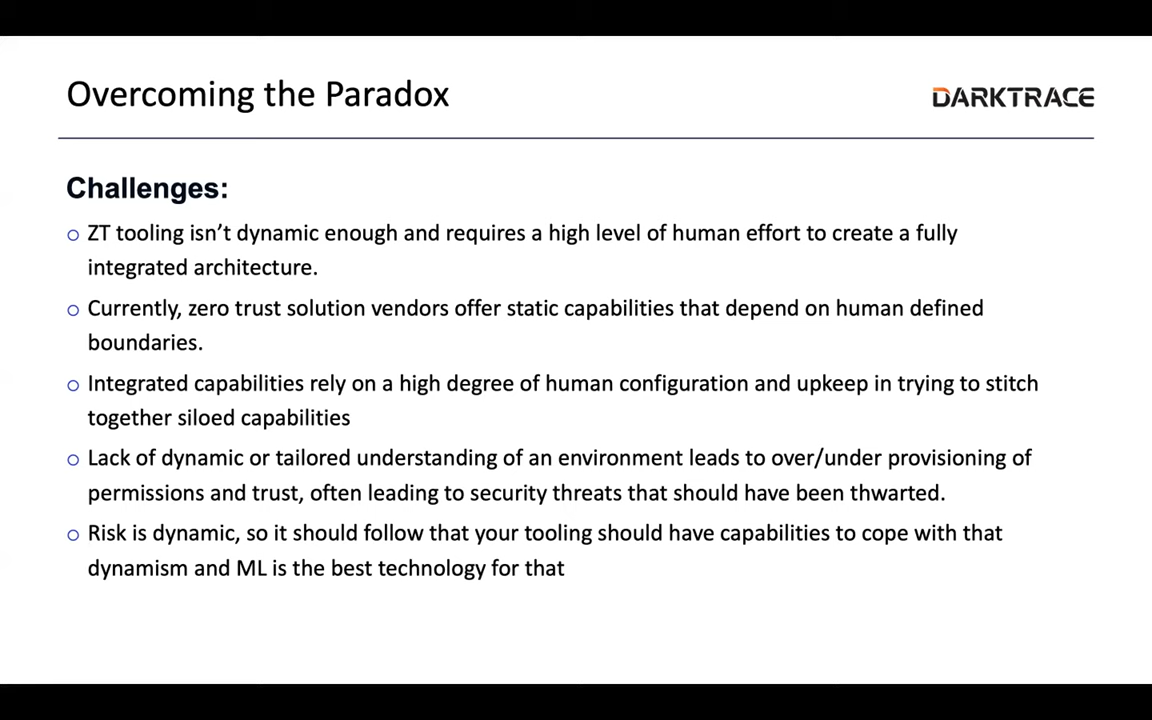 Overcoming the Paradox
DARKTRACE
Challenges:
○ ZT tooling isn’t dynamic enough and requires a high level of human effort to create a fully
integrated architecture.
○ Currently, zero trust solution vendors offer static capabilities that depend on human defined
boundaries.
○ Integrated capabilities rely on a high degree of human configuration and upkeep in trying to stitch
together siloed capabilities
○ Lack of dynamic or tailored understanding of an environment leads to over/under provisioning of
permissions and trust, often leading to security threats that should have been thwarted.
○ Risk is dynamic, so it should follow that your tooling should have capabilities to cope with that
dynamism and ML is the best technology for that